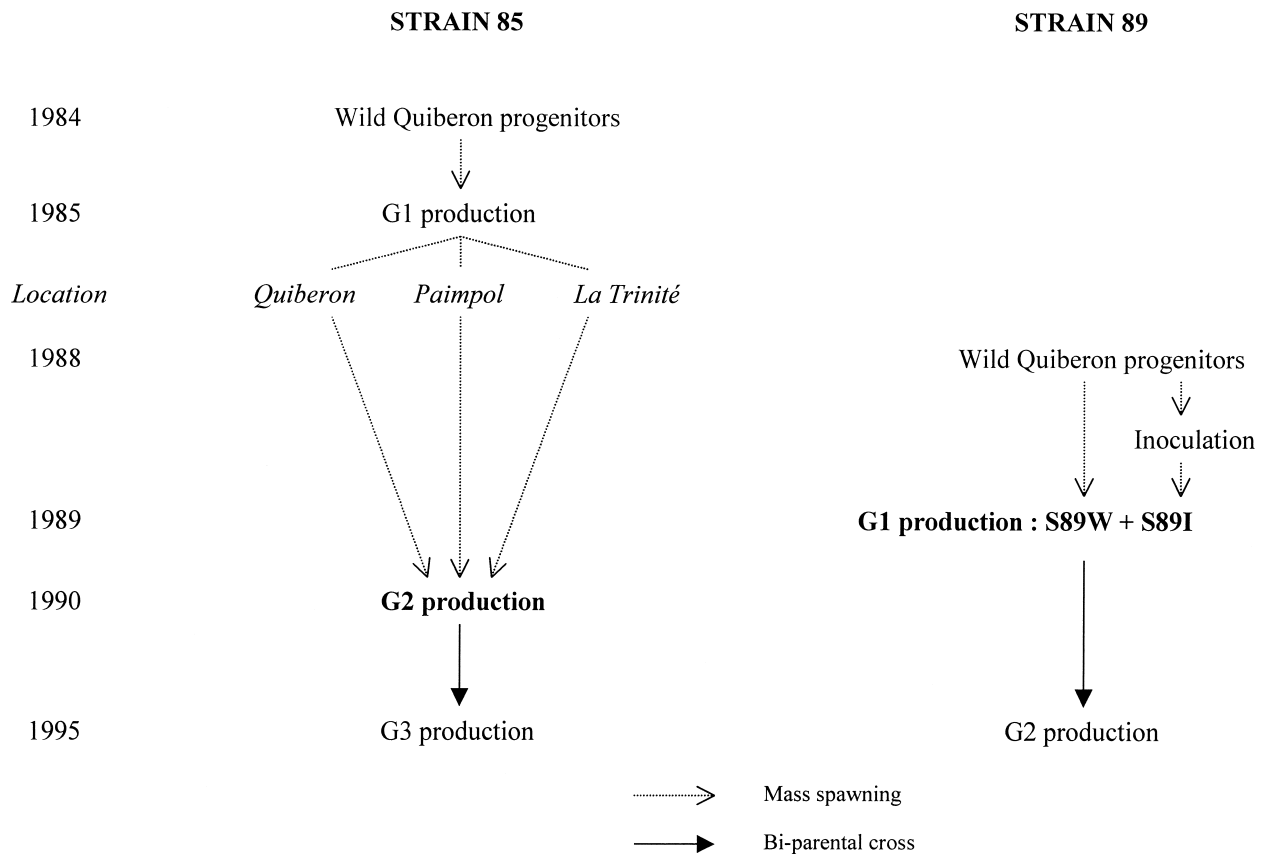 STRAIN 85 STRAIN 89
1984 Wild Quiberon progenitors
1985 G1 production
Location Quiberon Paimpol La Trinité
1988 Wild Quiberon progenitors
Inoculation
1989 G1 production : S89W + S89I
1990 G2 production
1995 G3 production G2 production
Mass spawning
Bi-parental cross